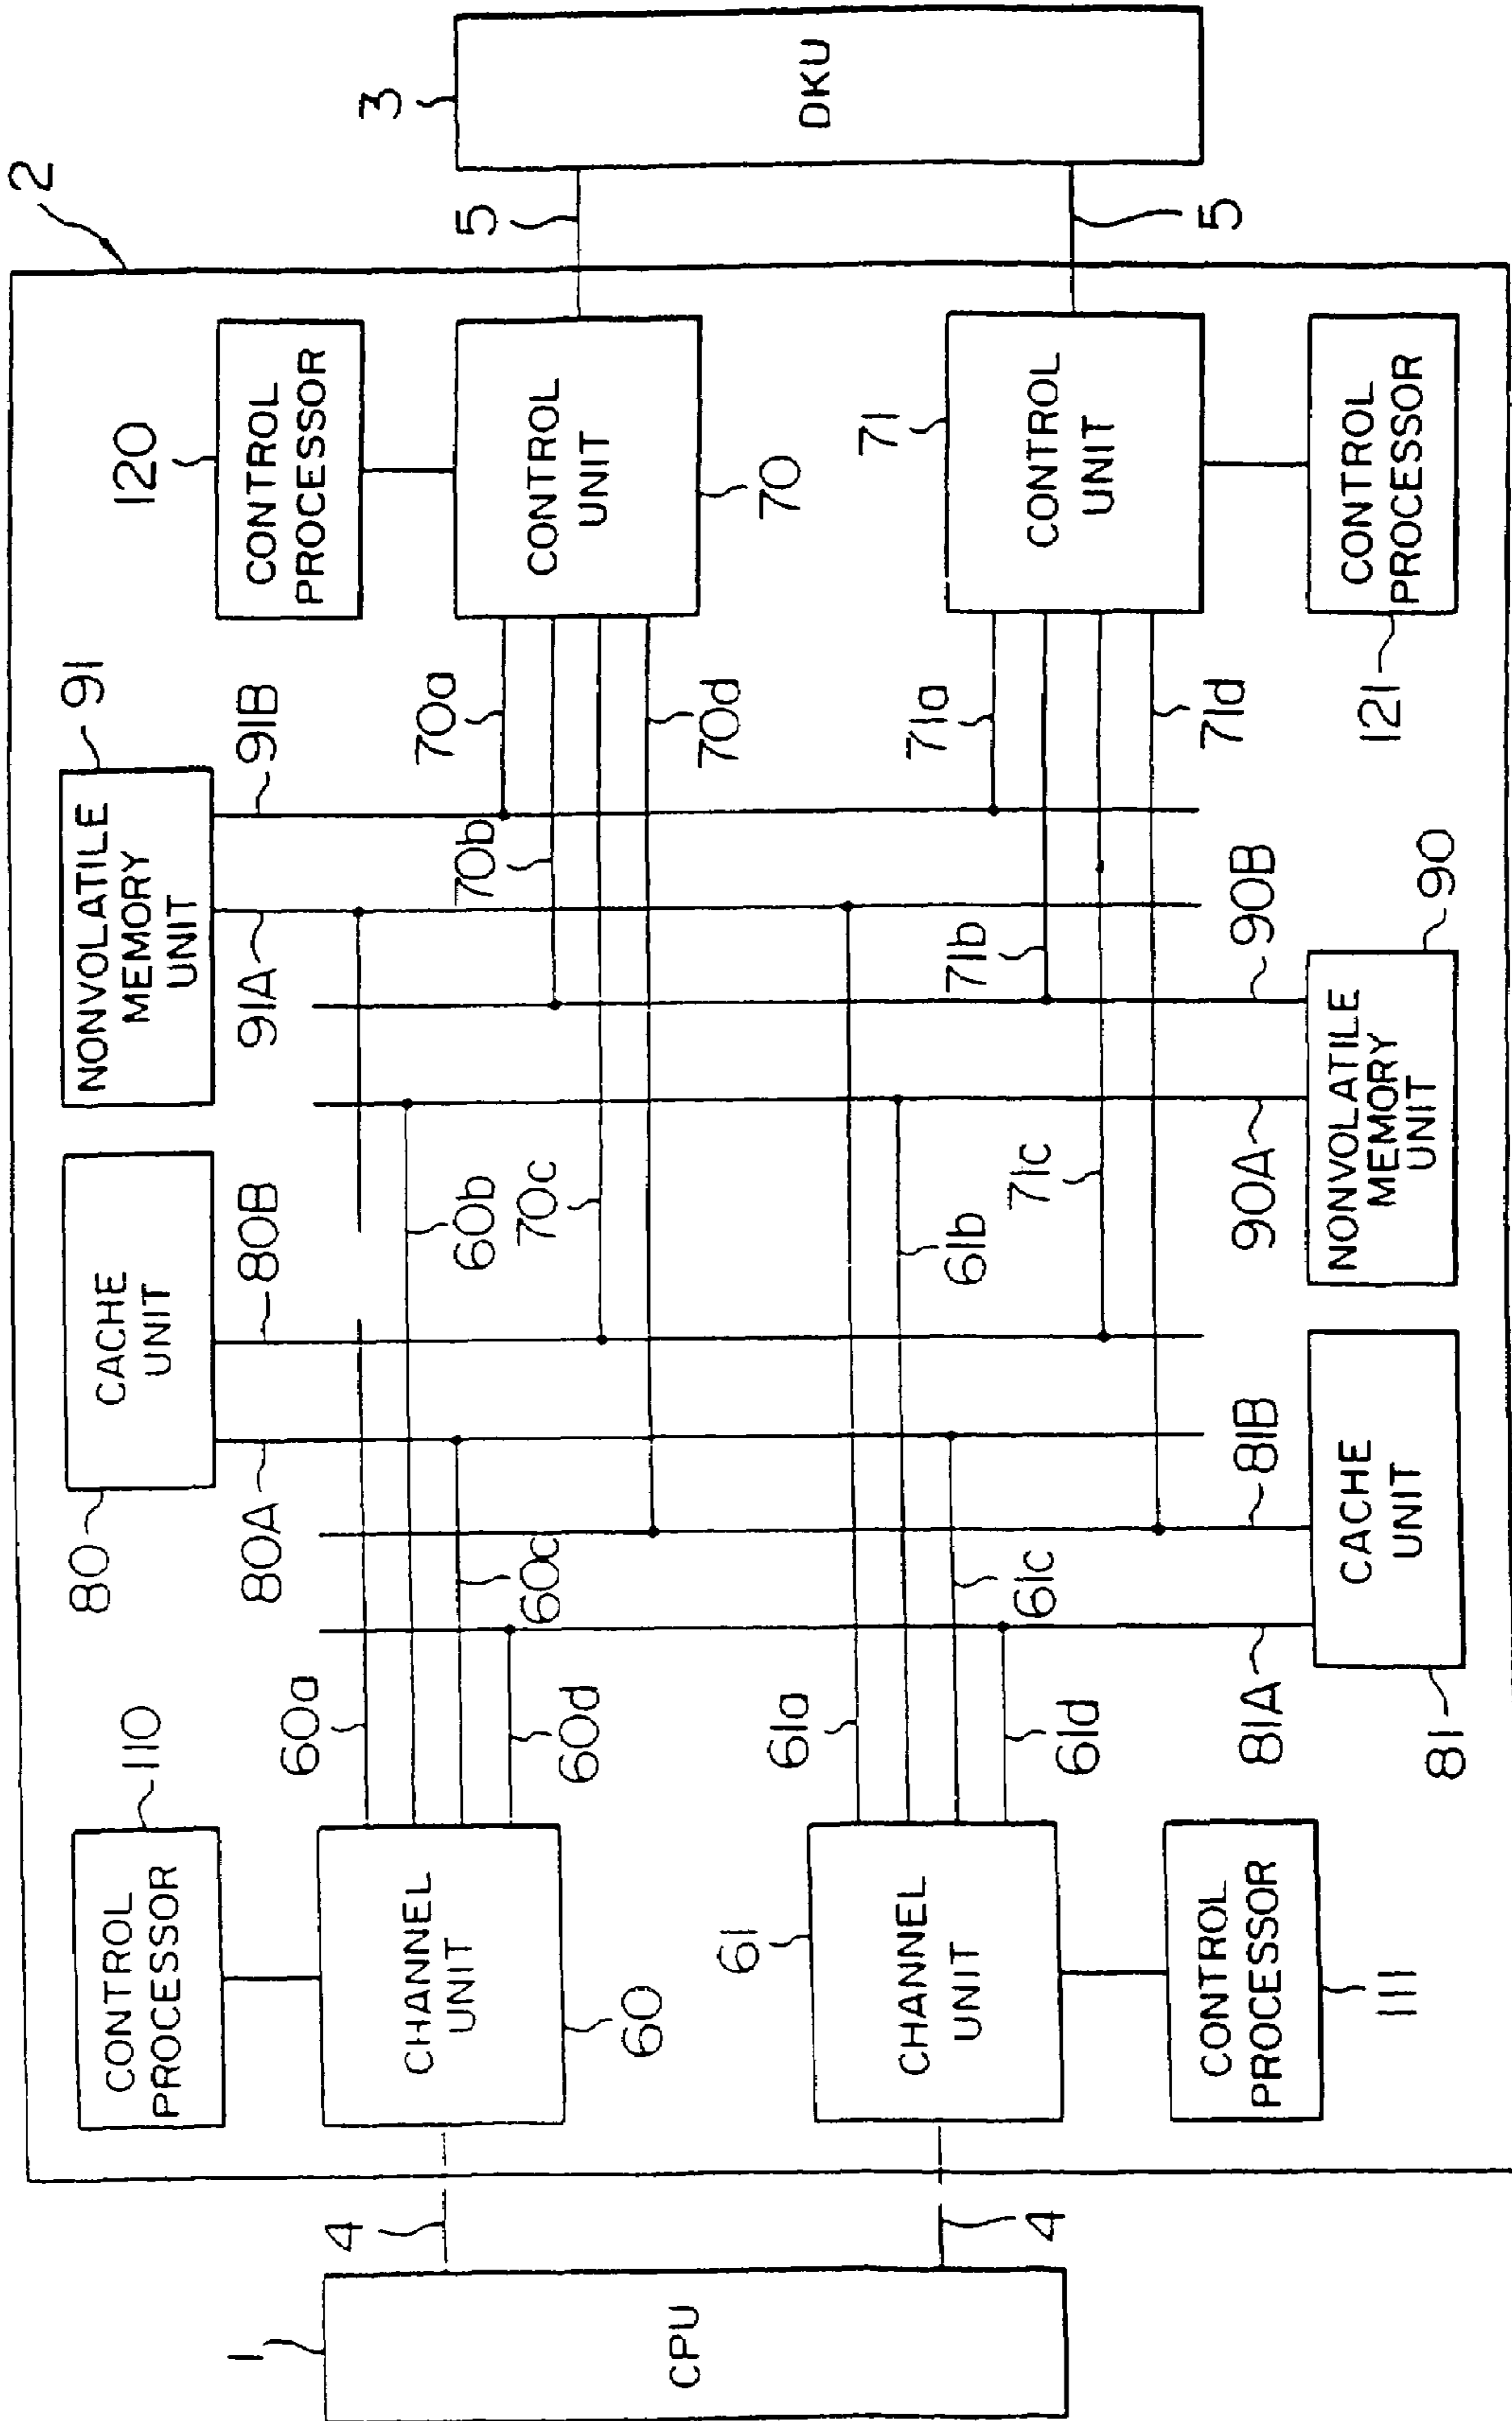 2
3
DKU
5
5
120
CONTROL
PROCESSOR
CONTROL
UNIT
70
71
CONTROL
UNIT
CONTROL
PROCESSOR
121
91
NONVOLATILE
MEMORY
UNIT
91B
91A
70a
70b
70c
70d
71a
71b
71c
71d
90B
90A
90
NONVOLATILE
MEMORY
UNIT
CACHE
UNIT
80
80B
80A
60a
60b
60c
60d
61a
61b
61c
61d
81B
81A
CACHE
UNIT
81
110
CONTROL
PROCESSOR
CHANNEL
UNIT
60
61
CHANNEL
UNIT
CONTROL
PROCESSOR
111
4
4
1
CPU